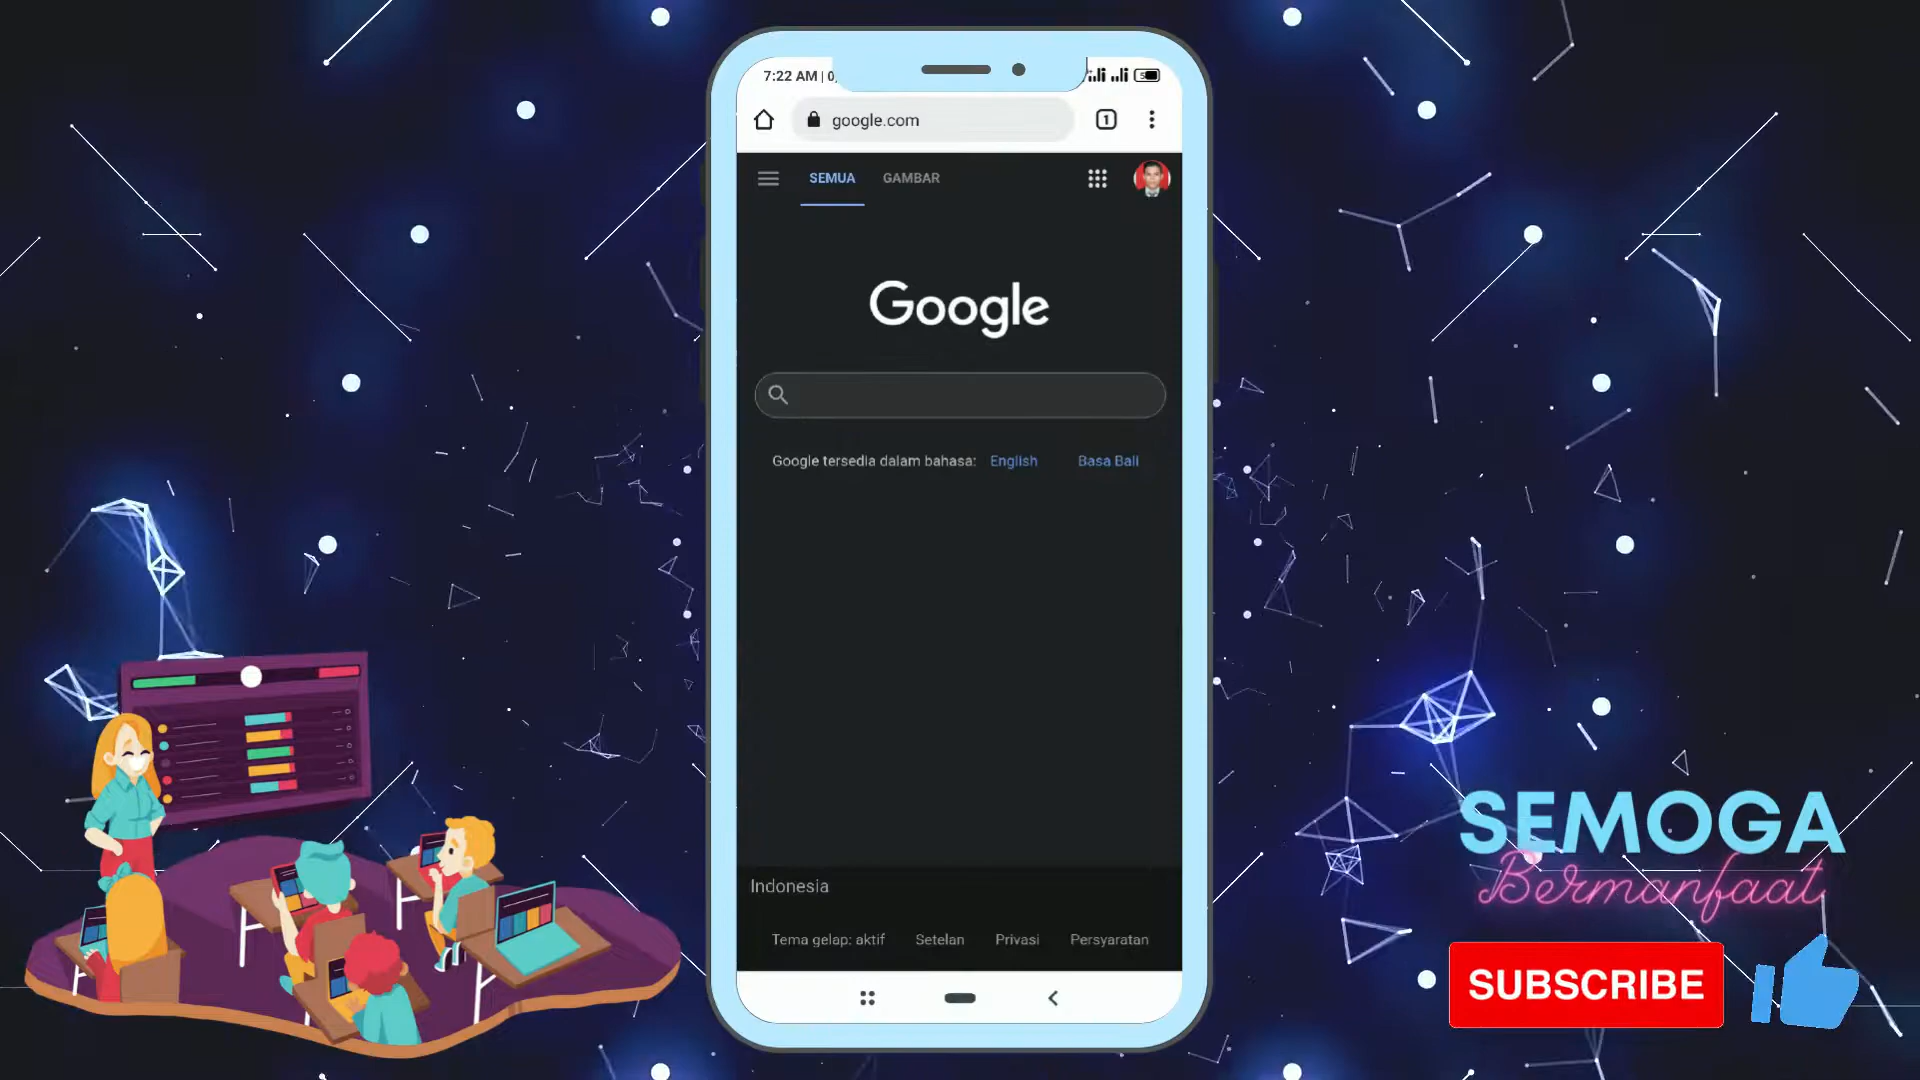 7:22 AM | 0
google.com
1
SEMUA GAMBAR
Google
Google tersedia dalam bahasa: English Basa Bali
Indonesia
Tema gelap: aktif Setelan Privasi Persyaratan
SEMOGA
Bermanfaat
SUBSCRIBE